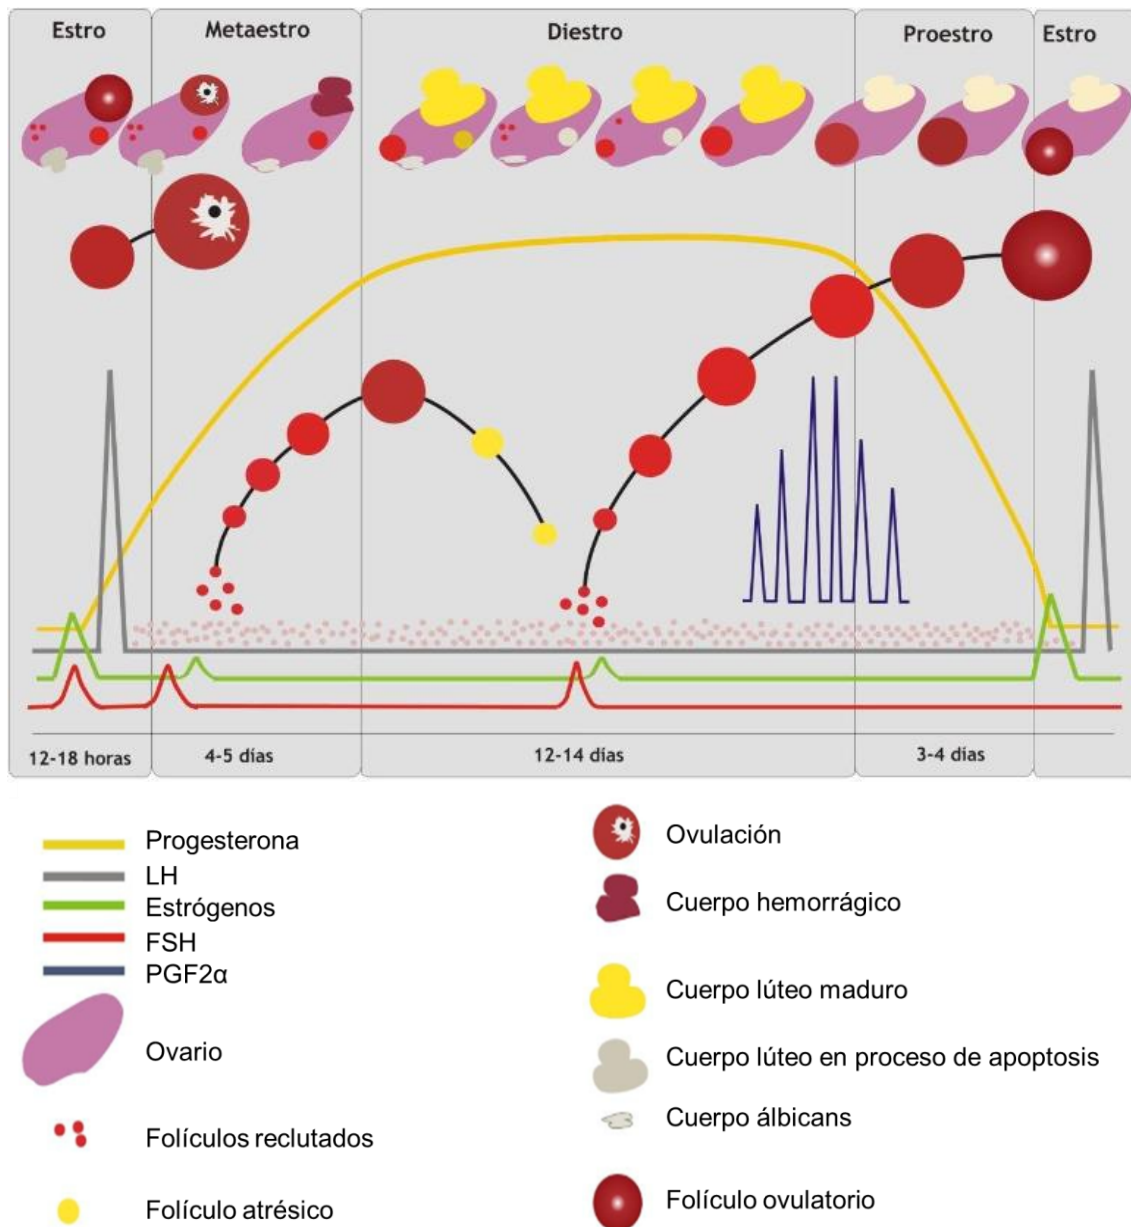 Estro
Metaestro
Diestro
Proestro
Estro
12-18 horas
4-5 días
12-14 días
3-4 días
Progesterona
LH
Estrógenos
FSH
PGF2α
Ovario
Folículos reclutados
Folículo atrésico
Ovulación
Cuerpo hemorrágico
Cuerpo lúteo maduro
Cuerpo lúteo en proceso de apoptosis
Cuerpo álbicans
Folículo ovulatorio